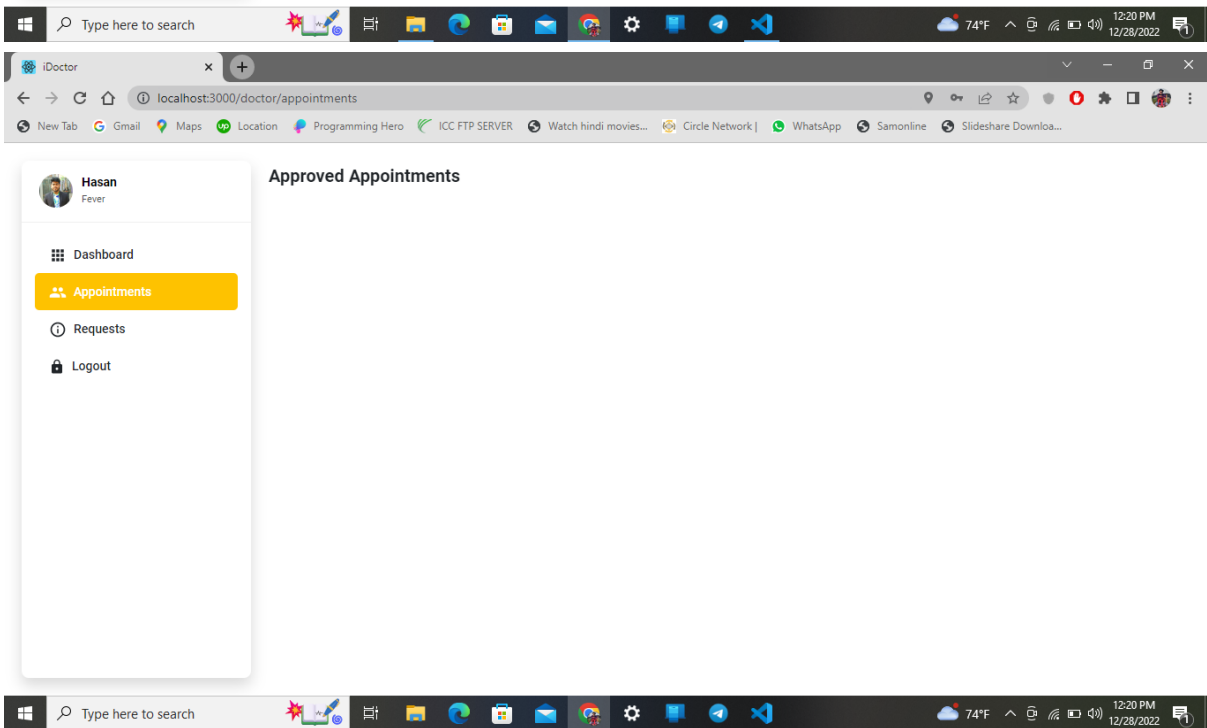 Type here to search
74°F
12:20 PM
12/28/2022
1
iDoctor
localhost:3000/doctor/appointments
New Tab Gmail Maps Location Programming Hero ICC FTP SERVER Watch hindi movies... Circle Network | WhatsApp Samonline Slideshare Downloa...
Hasan
Fever
Approved Appointments
Dashboard
Appointments
Requests
Logout
Type here to search
74°F
12:20 PM
12/28/2022
1